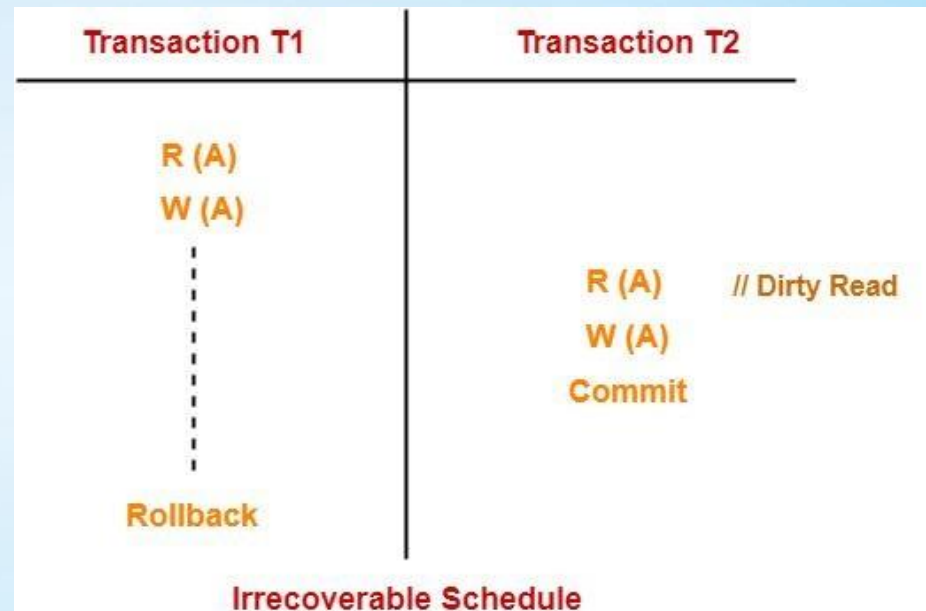 Transaction T1 Transaction T2
R (A)
W (A)
R (A) // Dirty Read
W (A)
Commit
Rollback
Irrecoverable Schedule